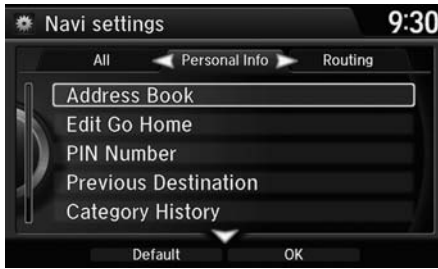 Navi settings 9:30
All Personal Info Routing
Address Book
Edit Go Home
PIN Number
Previous Destination
Category History
Default OK